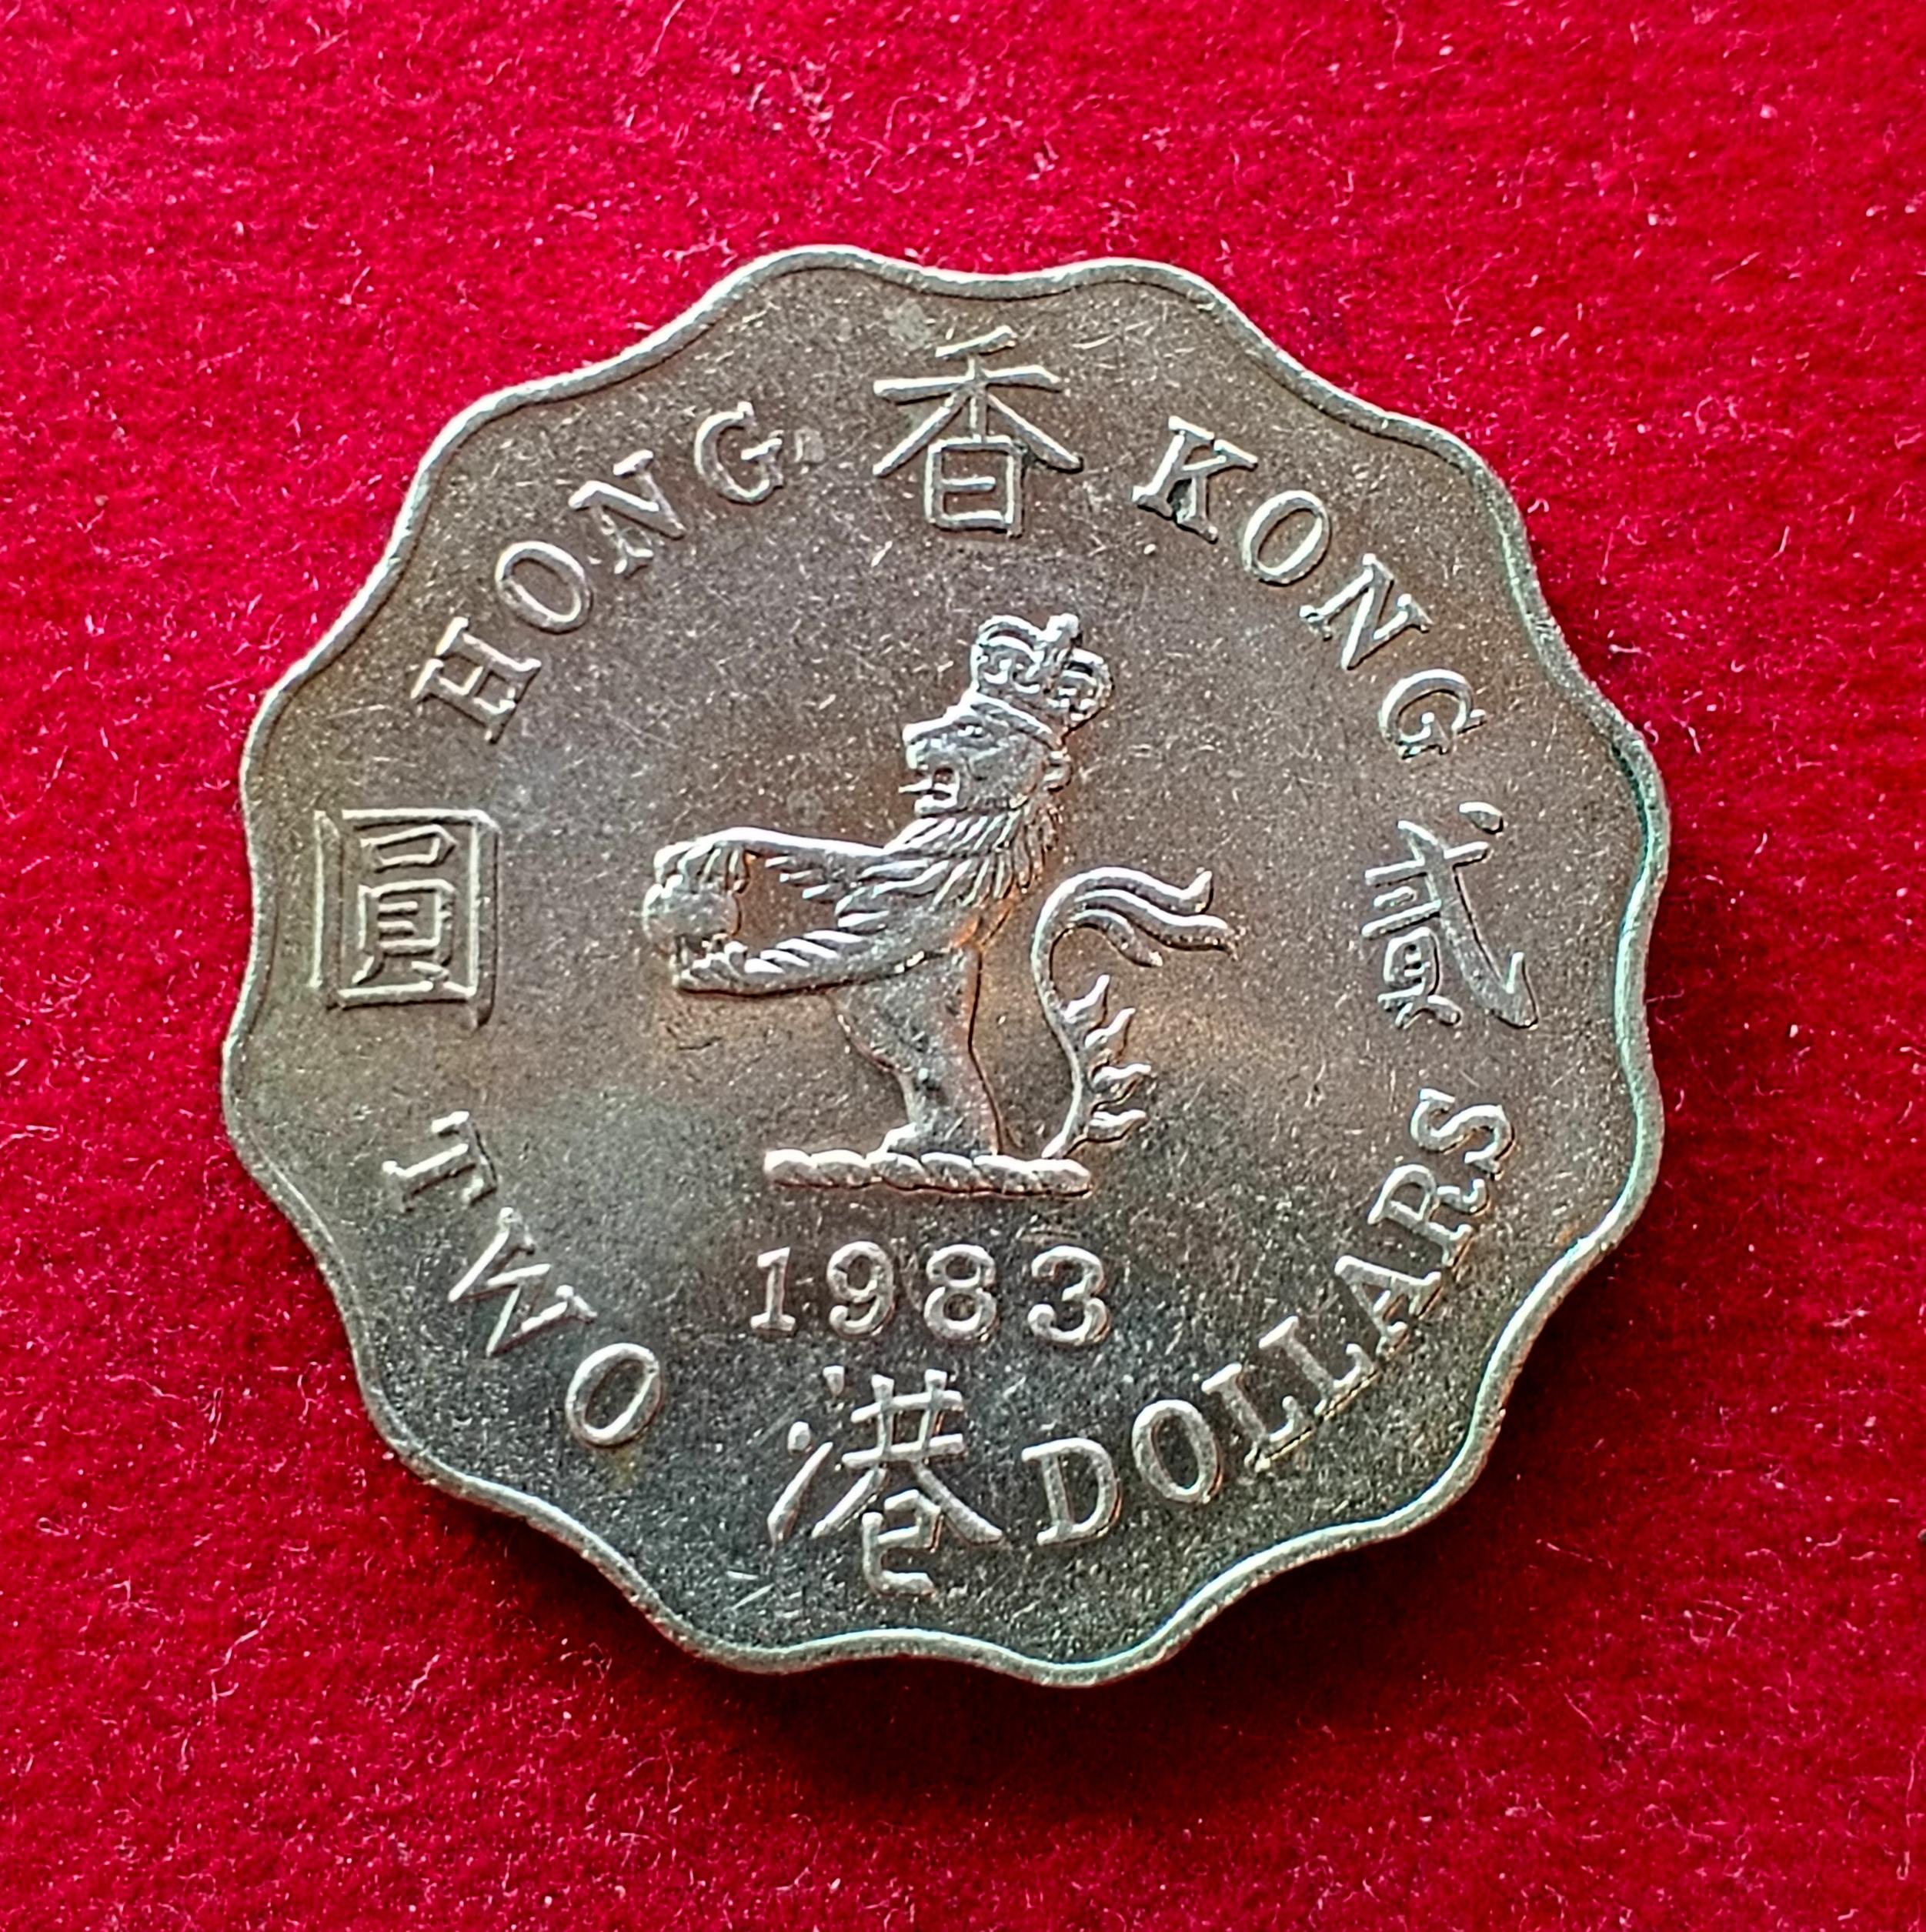 HONG KONG
香港
貳圓
1983
TWO DOLLARS